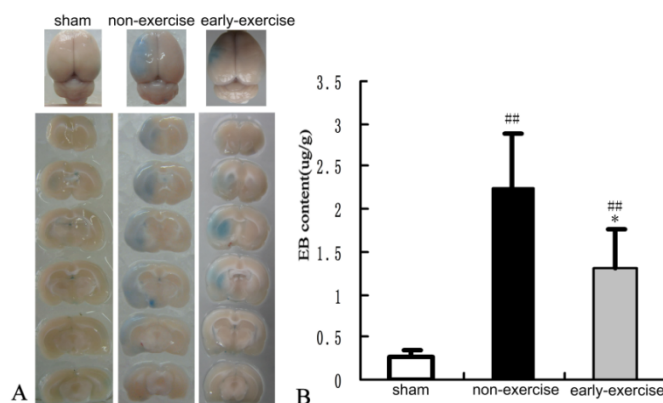 sham non-exercise early-exercise
A
B
EB content(ug/g)
3.5
3
2.5
2
1.5
1
0.5
0
##
##
*
sham non-exercise early-exercise